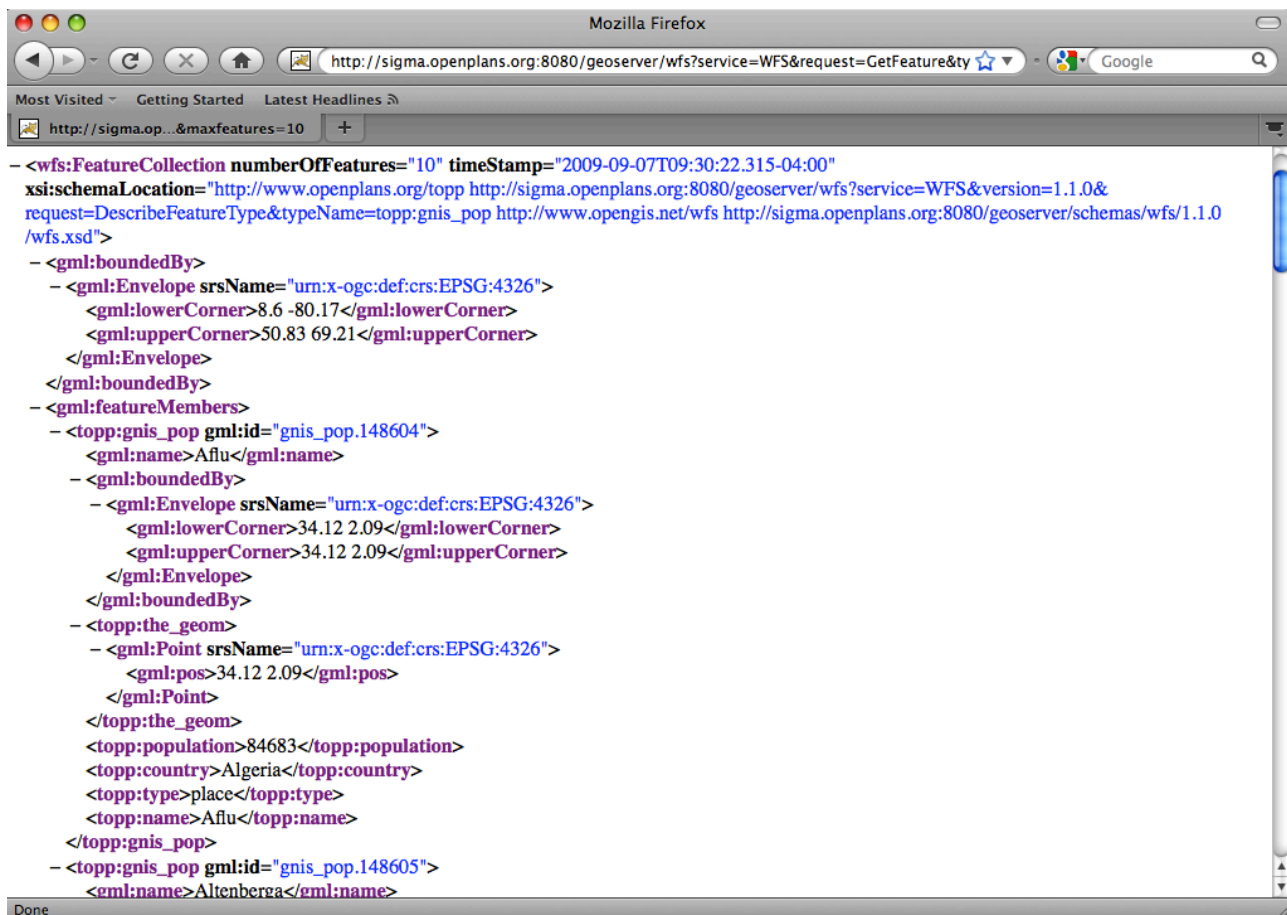 Mozilla Firefox
http://sigma.openplans.org:8080/geoserver/wfs?service=WFS&request=GetFeature&ty
Google
Most Visited Getting Started Latest Headlines
http://sigma.op...&maxfeatures=10 +
– <wfs:FeatureCollection numberOfFeatures="10" timeStamp="2009-09-07T09:30:22.315-04:00"
xsi:schemaLocation="http://www.openplans.org/topp http://sigma.openplans.org:8080/geoserver/wfs?service=WFS&version=1.1.0&
request=DescribeFeatureType&typeName=topp:gnis_pop http://www.opengis.net/wfs http://sigma.openplans.org:8080/geoserver/schemas/wfs/1.1.0
/wfs.xsd">
– <gml:boundedBy>
– <gml:Envelope srsName="urn:x-ogc:def:crs:EPSG:4326">
<gml:lowerCorner>8.6 -80.17</gml:lowerCorner>
<gml:upperCorner>50.83 69.21</gml:upperCorner>
</gml:Envelope>
</gml:boundedBy>
– <gml:featureMembers>
– <topp:gnis_pop gml:id="gnis_pop.148604">
<gml:name>Aflu</gml:name>
– <gml:boundedBy>
– <gml:Envelope srsName="urn:x-ogc:def:crs:EPSG:4326">
<gml:lowerCorner>34.12 2.09</gml:lowerCorner>
<gml:upperCorner>34.12 2.09</gml:upperCorner>
</gml:Envelope>
</gml:boundedBy>
– <topp:the_geom>
– <gml:Point srsName="urn:x-ogc:def:crs:EPSG:4326">
<gml:pos>34.12 2.09</gml:pos>
</gml:Point>
</topp:the_geom>
<topp:population>84683</topp:population>
<topp:country>Algeria</topp:country>
<topp:type>place</topp:type>
<topp:name>Aflu</topp:name>
</topp:gnis_pop>
– <topp:gnis_pop gml:id="gnis_pop.148605">
<gml:name>Altenberga</gml:name>
Done